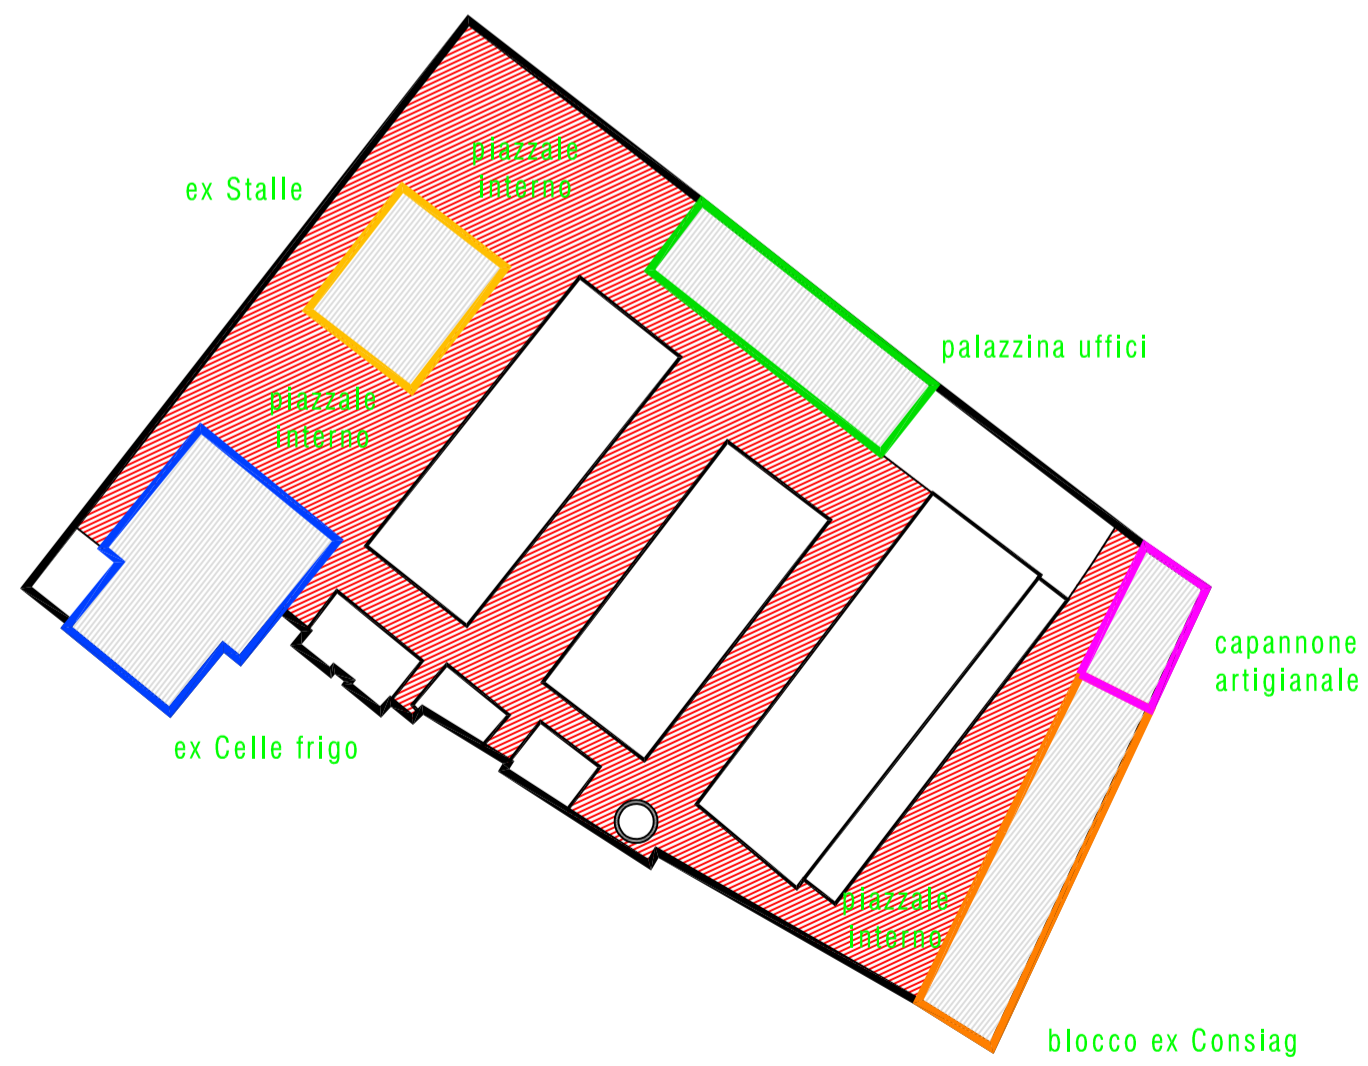 piazzale
interno
ex Stalle
palazzina uffici
piazzale
interno
capannone
artigianale
ex Celle frigo
piazzale
interno
blocco ex Consiag